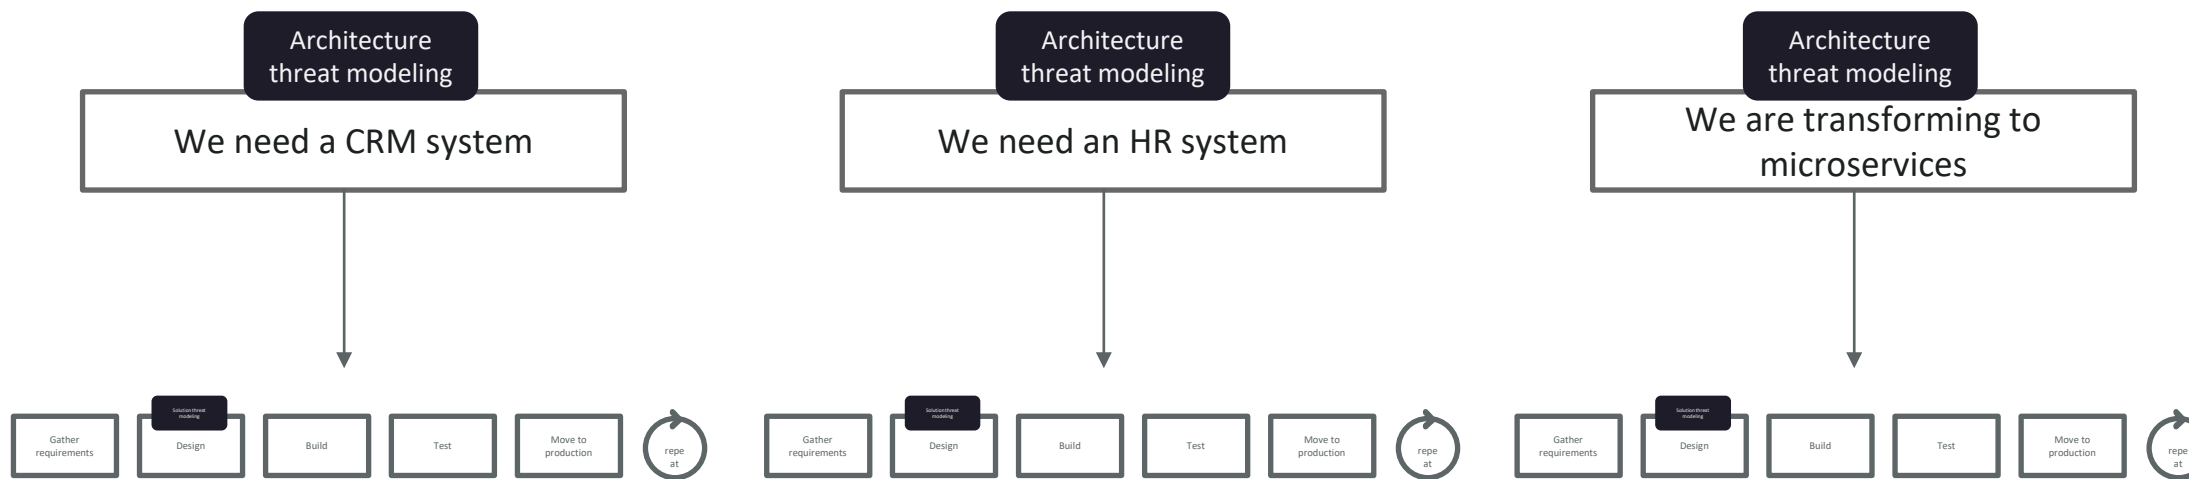 Architecture
threat modeling
We need a CRM system
Solution threat
modeling
Gather
requirements
Design
Build
Test
Move to
production
repe
at
Architecture
threat modeling
We need an HR system
Solution threat
modeling
Gather
requirements
Design
Build
Test
Move to
production
repe
at
Architecture
threat modeling
We are transforming to
microservices
Solution threat
modeling
Gather
requirements
Design
Build
Test
Move to
production
repe
at